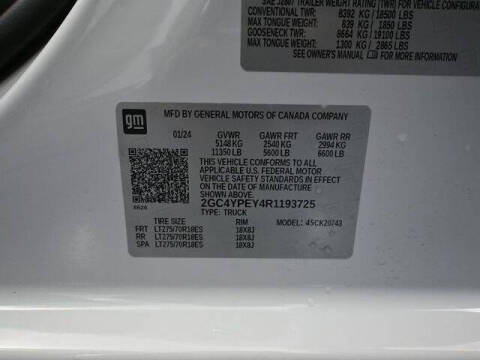 SAE J2807 TRAILER WEIGHT RATING (TWR) FOR VEHICLE CONFIGURA
CONVENTIONAL TWR: 8392 KG / 18500 LBS
MAX TONGUE WEIGHT: 839 KG / 1850 LBS
GOOSENECK TWR: 8664 KG / 19100 LBS
MAX TONGUE WEIGHT: 1300 KG / 2865 LBS
SEE OWNER'S MANUAL FOR MORE INFORMATION
gm
MFD BY GENERAL MOTORS OF CANADA COMPANY
01/24 GVWR GAWR FRT GAWR RR
5148 KG 2540 KG 2994 KG
11350 LB 5600 LB 6600 LB
THIS VEHICLE CONFORMS TO ALL
APPLICABLE U.S. FEDERAL MOTOR
VEHICLE SAFETY STANDARDS IN
EFFECT ON THE DATE OF
MANUFACTURE SHOWN ABOVE.
2GC4YPEY4R1193725
TYPE: TRUCK
TIRE SIZE RIM MODEL: 4SCK20743
FRT LT275/70R18ES 18X8J
RR LT275/70R18ES 18X8J
SPA LT275/70R18ES 18X8J